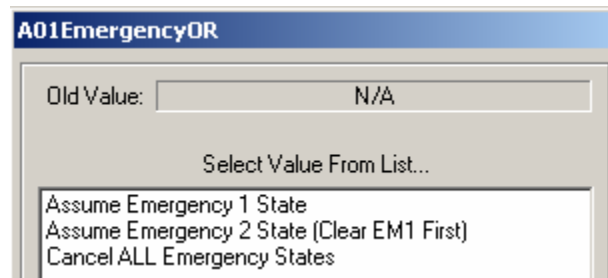 A01EmergencyOR
Old Value: N/A
Select Value From List...
Assume Emergency 1 State
Assume Emergency 2 State (Clear EM1 First)
Cancel ALL Emergency States